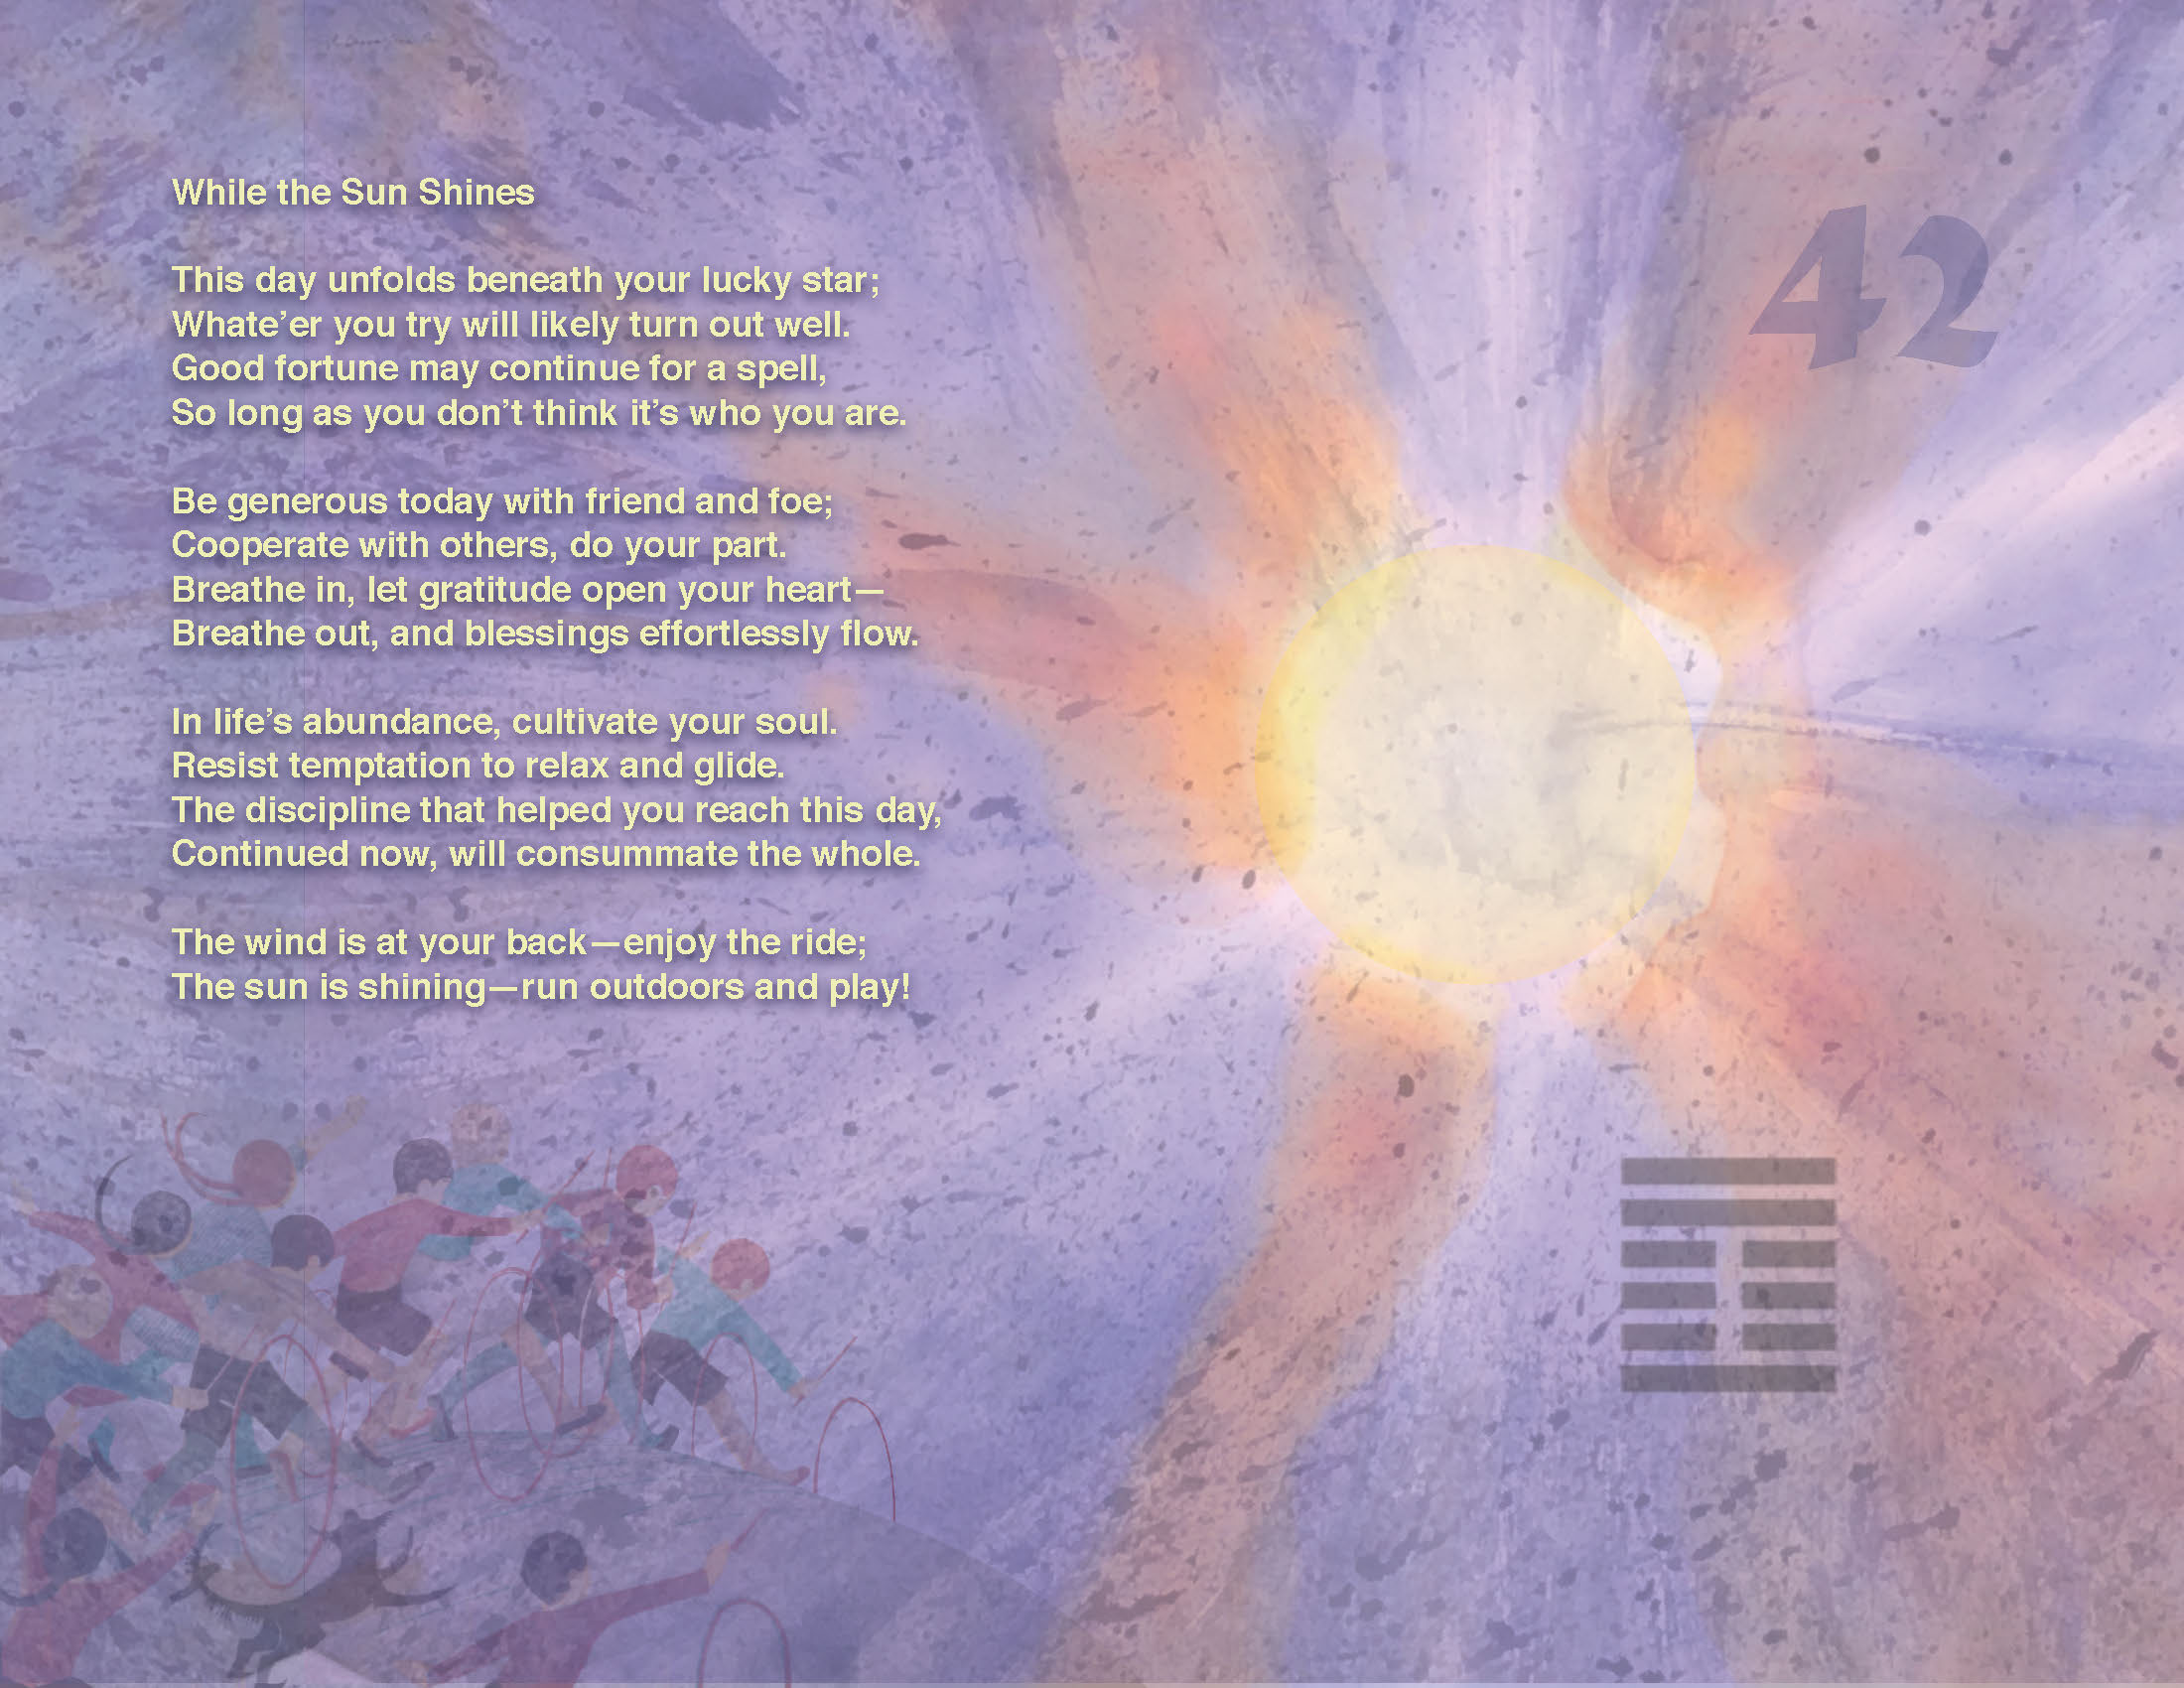 While the Sun Shines
This day unfolds beneath your lucky star;
Whate’er you try will likely turn out well.
Good fortune may continue for a spell,
So long as you don’t think it’s who you are.
Be generous today with friend and foe;
Cooperate with others, do your part.
Breathe in, let gratitude open your heart—
Breathe out, and blessings effortlessly flow.
In life’s abundance, cultivate your soul.
Resist temptation to relax and glide.
The discipline that helped you reach this day,
Continued now, will consummate the whole.
The wind is at your back—enjoy the ride;
The sun is shining—run outdoors and play!
42